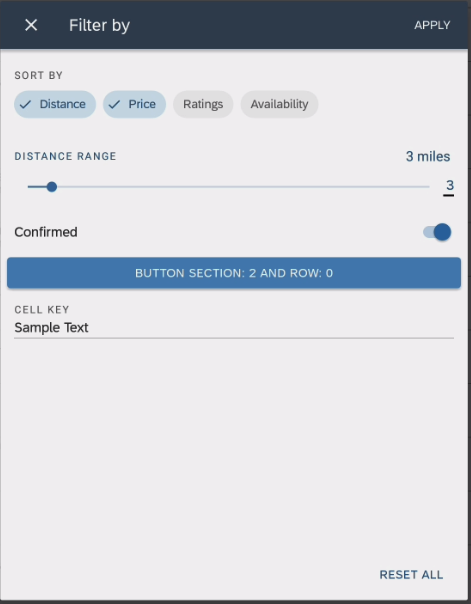 Filter by APPLY
SORT BY
Distance Price Ratings Availability
DISTANCE RANGE 3 miles
3
Confirmed
BUTTON SECTION: 2 AND ROW: 0
CELL KEY
Sample Text
RESET ALL